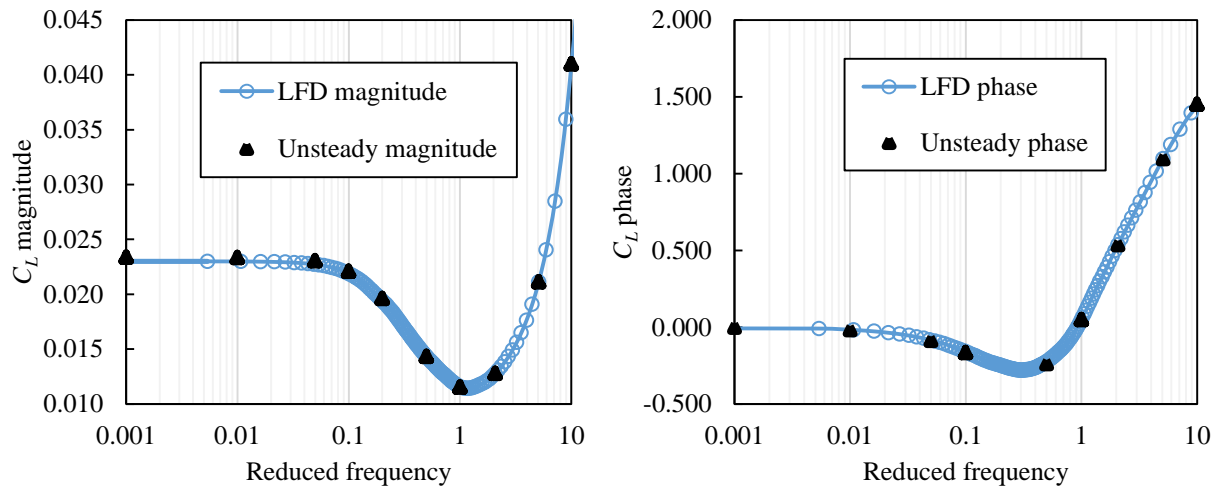 0.045
0.040
0.035
0.030
0.025
0.020
0.015
0.010
C_L magnitude
LFD magnitude
Unsteady magnitude
0.001 0.01 0.1 1 10
Reduced frequency
2.000
1.500
1.000
0.500
0.000
-0.500
C_L phase
LFD phase
Unsteady phase
0.001 0.01 0.1 1 10
Reduced frequency